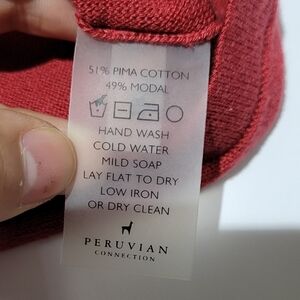 51% PIMA COTTON
49% MODAL
HAND WASH
COLD WATER
MILD SOAP
LAY FLAT TO DRY
LOW IRON
OR DRY CLEAN
PERUVIAN
CONNECTION